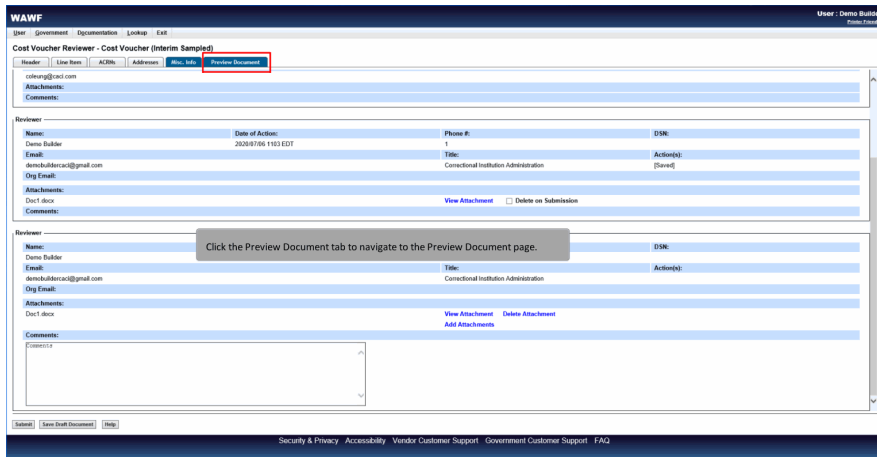 WAWF
User : Demo Builde
Printer Friend
User Government Documentation Lookup Exit
Cost Voucher Reviewer - Cost Voucher (Interim Sampled)
Header Line Item ACRNs Addresses Misc. Info Preview Document
coleung@caci.com
Attachments:
Comments:
Reviewer
Name: Date of Action: Phone #: DSN:
Demo Builder 2020/07/06 1103 EDT 1
Email: Title: Action(s):
demobuildercaci@gmail.com Correctional Institution Administration [Saved]
Org Email:
Attachments:
Doc1.docx View Attachment Delete on Submission
Comments:
Reviewer
Name: DSN:
Click the Preview Document tab to navigate to the Preview Document page.
Demo Builder
Email: Title: Action(s):
demobuildercaci@gmail.com Correctional Institution Administration
Org Email:
Attachments:
Doc1.docx View Attachment Delete Attachment
Add Attachments
Comments:
Comments
Submit Save Draft Document Help
Security & Privacy Accessibility Vendor Customer Support Government Customer Support FAQ